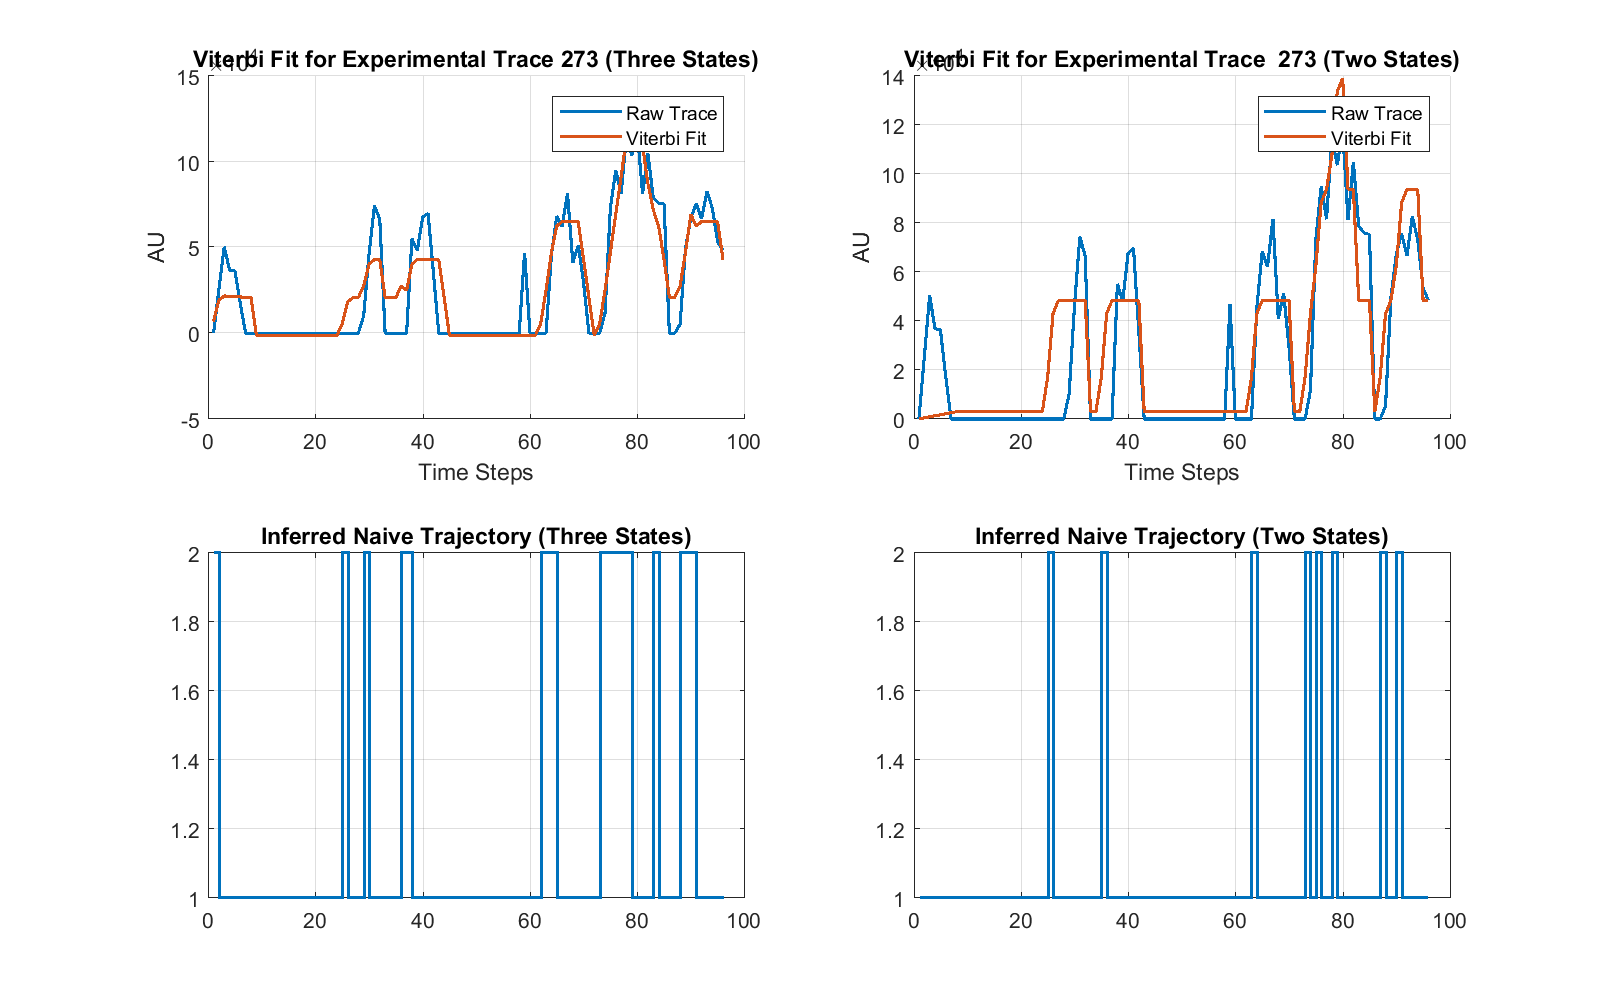 Viterbi Fit for Experimental Trace 273 (Three States)
15
10
5
0
-5
AU
Raw Trace
Viterbi Fit
0 20 40 60 80 100
Time Steps
Viterbi Fit for Experimental Trace 273 (Two States)
14
12
10
8
6
4
2
0
AU
Raw Trace
Viterbi Fit
0 20 40 60 80 100
Time Steps
Inferred Naive Trajectory (Three States)
2
1.8
1.6
1.4
1.2
1
0 20 40 60 80 100
Inferred Naive Trajectory (Two States)
2
1.8
1.6
1.4
1.2
1
0 20 40 60 80 100